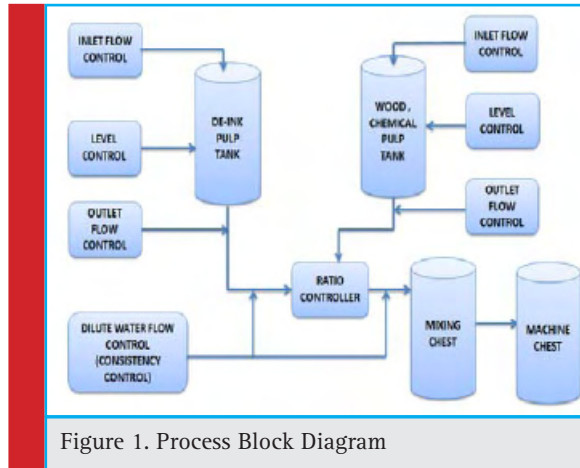 INLET FLOW
CONTROL
LEVEL
CONTROL
OUTLET
FLOW
CONTROL
DILUTE WATER FLOW
CONTROL
(CONSISTENCY
CONTROL)
DE-INK
PULP
TANK
WOOD ,
CHEMICAL
PULP
TANK
INLET FLOW
CONTROL
LEVEL
CONTROL
OUTLET
FLOW
CONTROL
RATIO
CONTROLLER
MIXING
CHEST
MACHINE
CHEST
Figure 1. Process Block Diagram